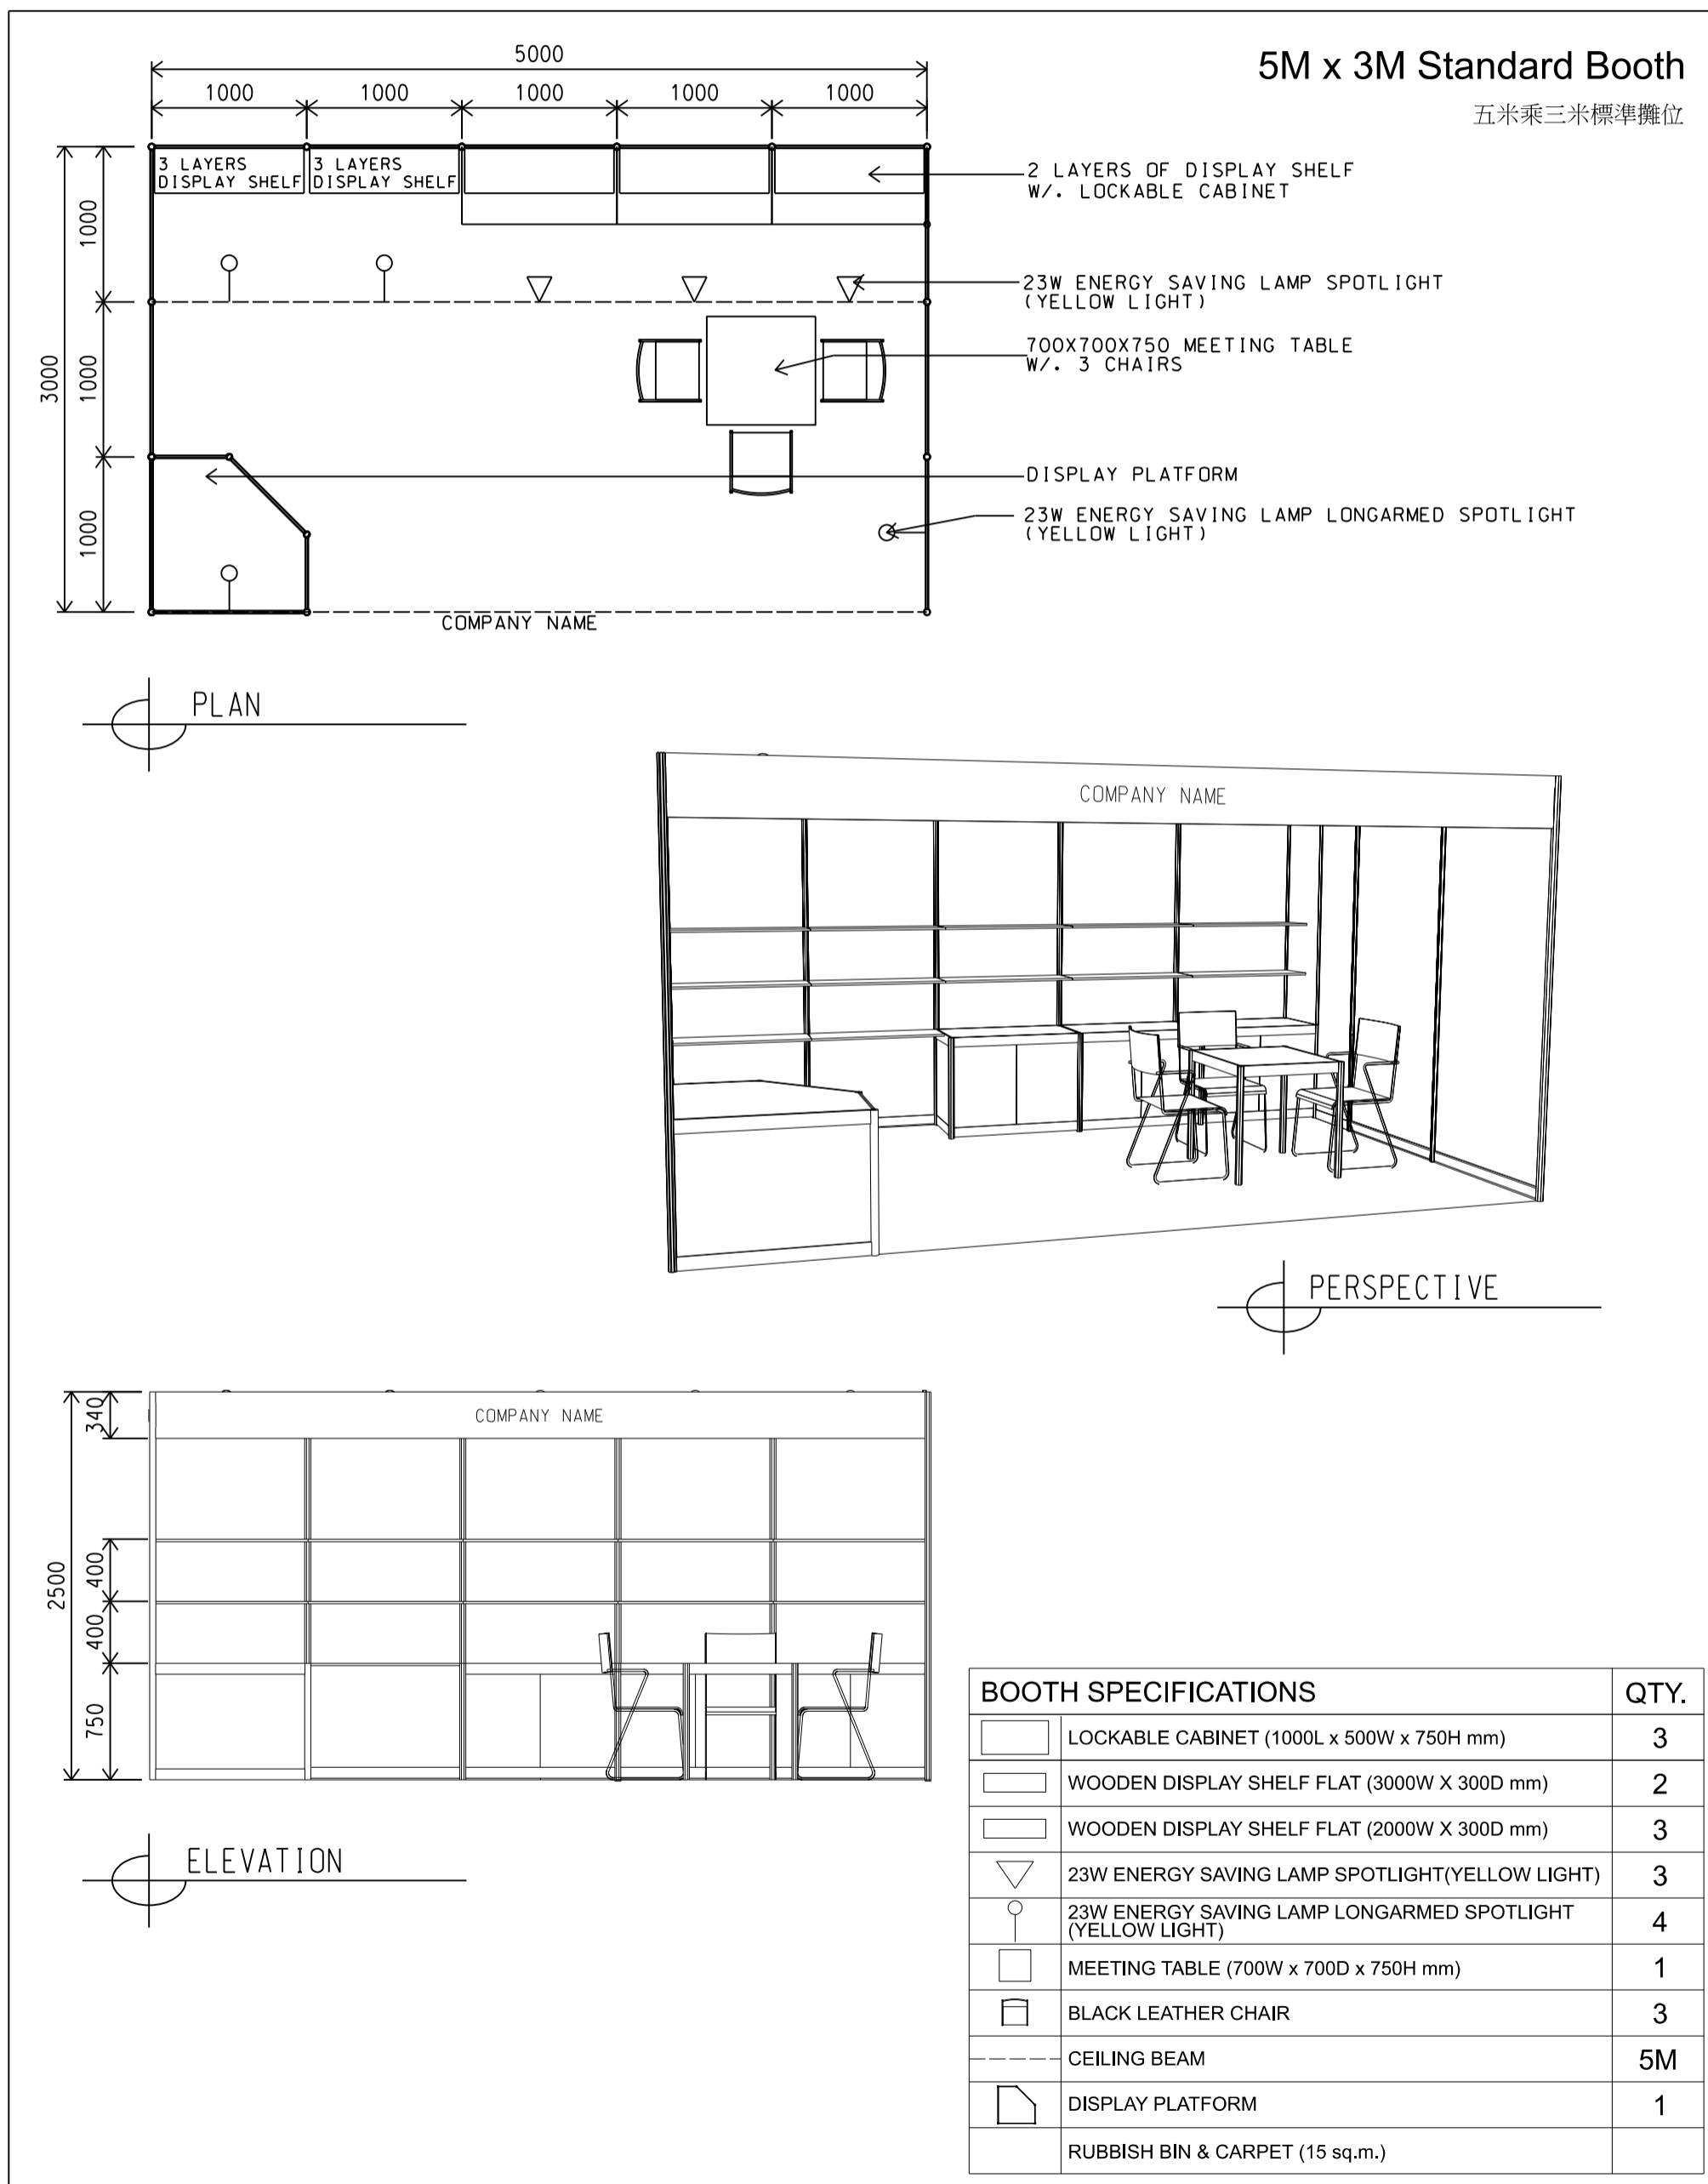 5M x 3M Standard Booth
五米乘三米標準攤位
5000
1000 1000 1000 1000 1000
3 LAYERS
DISPLAY SHELF
3 LAYERS
DISPLAY SHELF
2 LAYERS OF DISPLAY SHELF
W/. LOCKABLE CABINET
3000
1000
1000
1000
23W ENERGY SAVING LAMP SPOTLIGHT
(YELLOW LIGHT)
700X700X750 MEETING TABLE
W/. 3 CHAIRS
DISPLAY PLATFORM
23W ENERGY SAVING LAMP LONGARMED SPOTLIGHT
(YELLOW LIGHT)
COMPANY NAME
PLAN
COMPANY NAME
PERSPECTIVE
2500
340
400
400
750
COMPANY NAME
ELEVATION
BOOTH SPECIFICATIONS QTY.
LOCKABLE CABINET (1000L x 500W x 750H mm) 3
WOODEN DISPLAY SHELF FLAT (3000W X 300D mm) 2
WOODEN DISPLAY SHELF FLAT (2000W X 300D mm) 3
23W ENERGY SAVING LAMP SPOTLIGHT(YELLOW LIGHT) 3
23W ENERGY SAVING LAMP LONGARMED SPOTLIGHT
(YELLOW LIGHT) 4
MEETING TABLE (700W x 700D x 750H mm) 1
BLACK LEATHER CHAIR 3
CEILING BEAM 5M
DISPLAY PLATFORM 1
RUBBISH BIN & CARPET (15 sq.m.)